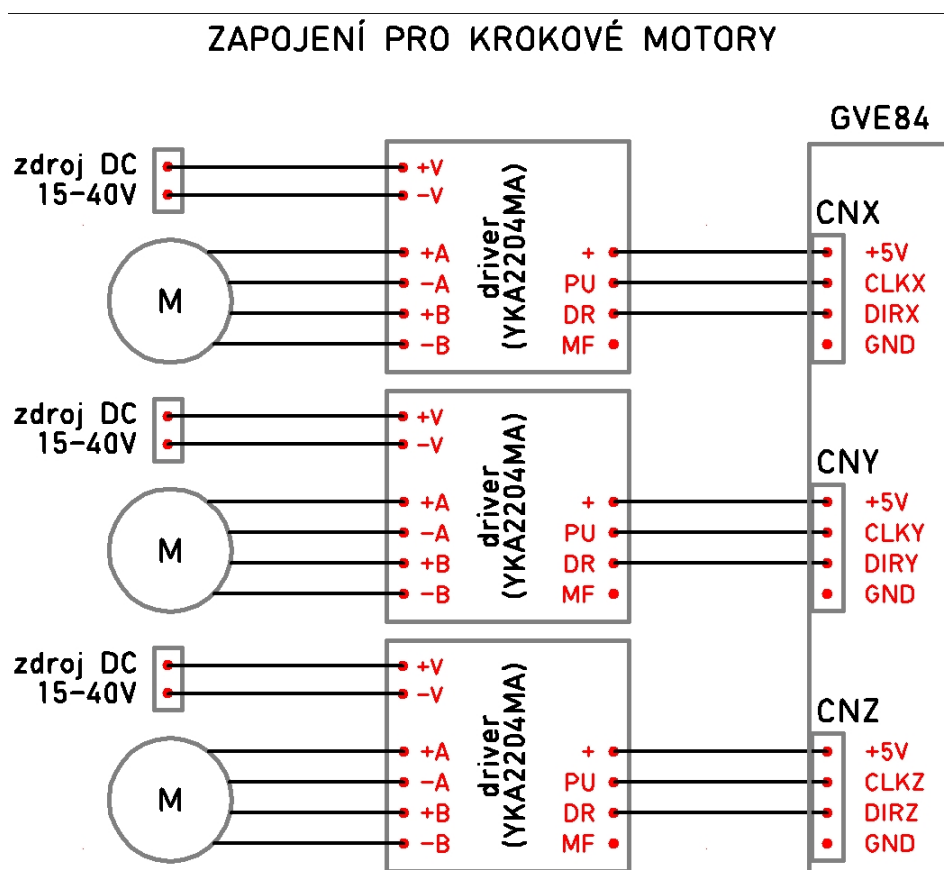 ZAPOJENÍ PRO KROKOVÉ MOTORY
GVE84
zdroj DC
15-40V
+V
-V
M
+A
-A
+B
-B
driver
(YKA2204MA)
+
PU
DR
MF
CNX
+5V
CLKX
DIRX
GND
zdroj DC
15-40V
+V
-V
M
+A
-A
+B
-B
driver
(YKA2204MA)
+
PU
DR
MF
CNY
+5V
CLKY
DIRY
GND
zdroj DC
15-40V
+V
-V
M
+A
-A
+B
-B
driver
(YKA2204MA)
+
PU
DR
MF
CNZ
+5V
CLKZ
DIRZ
GND